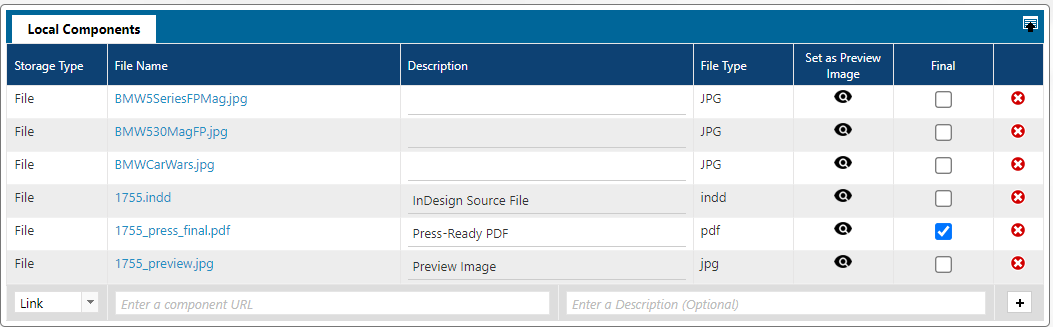 Local Components
Storage Type File Name Description File Type Set as Preview Image Final
File BMW5SeriesFPMag.jpg JPG
File BMW530MagFP.jpg JPG
File BMWCarWars.jpg JPG
File 1755.indd InDesign Source File indd
File 1755_press_final.pdf Press-Ready PDF pdf
File 1755_preview.jpg Preview Image jpg
Link Enter a component URL Enter a Description (Optional)